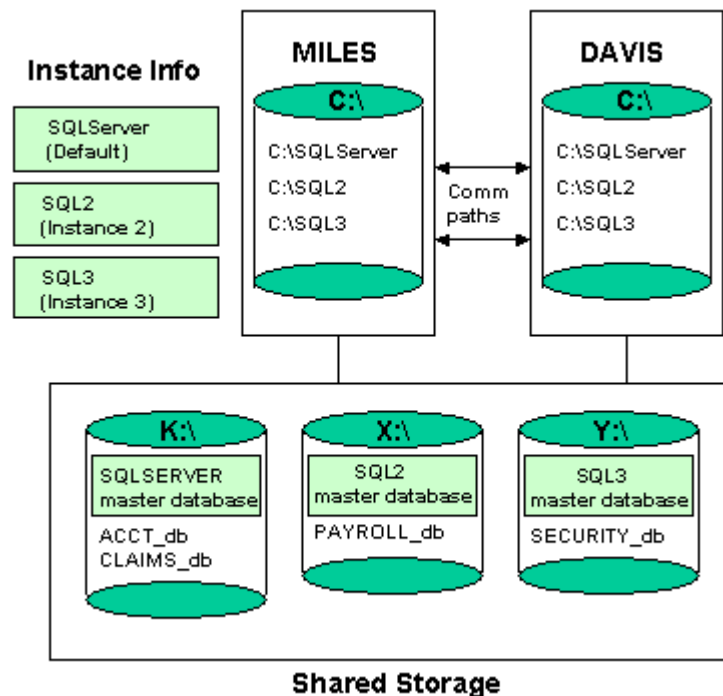 Instance Info
SQLServer
(Default)
SQL2
(Instance 2)
SQL3
(Instance 3)
MILES
C:\
C:\SQLServer
C:\SQL2
C:\SQL3
Comm
paths
DAVIS
C:\
C:\SQLServer
C:\SQL2
C:\SQL3
K:\
SQLSERVER
master database
ACCT_db
CLAIMS_db
X:\
SQL2
master database
PAYROLL_db
Y:\
SQL3
master database
SECURITY_db
Shared Storage